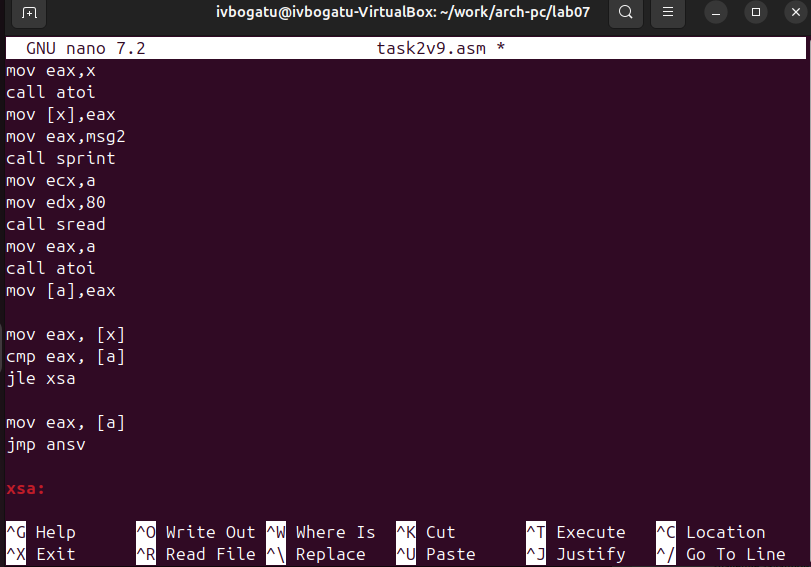 ivbogatu@ivbogatu-VirtualBox: ~/work/arch-pc/lab07
GNU nano 7.2 task2v9.asm *
mov eax,x
call atoi
mov [x],eax
mov eax,msg2
call sprint
mov ecx,a
mov edx,80
call sread
mov eax,a
call atoi
mov [a],eax
mov eax, [x]
cmp eax, [a]
jle xsa
mov eax, [a]
jmp ansv
xsa:
^G Help ^O Write Out ^W Where Is ^K Cut ^T Execute ^C Location
^X Exit ^R Read File ^\ Replace ^U Paste ^J Justify ^/ Go To Line